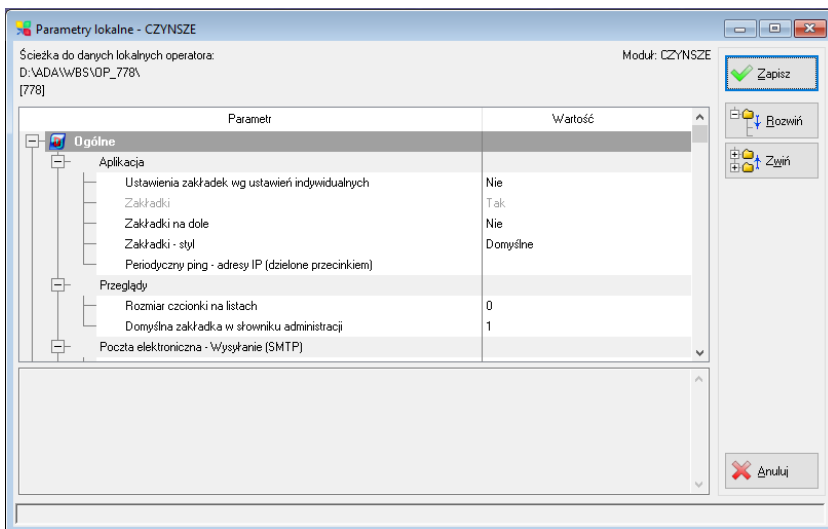 Parametry lokalne - CZYNSZE
Ścieżka do danych lokalnych operatora:
Moduł: CZYNSZE
D:\ADA\WBS\OP_778\
[778]
Zapisz
Rozwiń
Zwiń
Parametr Wartość
Ogólne
Aplikacja
Ustawienia zakładek wg ustawień indywidualnych Nie
Zakładki Tak
Zakładki na dole Nie
Zakładki - styl Domyślne
Periodyczny ping - adresy IP (dzielone przecinkiem)
Przeglądy
Rozmiar czcionki na listach 0
Domyślna zakładka w słowniku administracji 1
Poczta elektroniczna - Wysyłanie (SMTP)
Anuluj